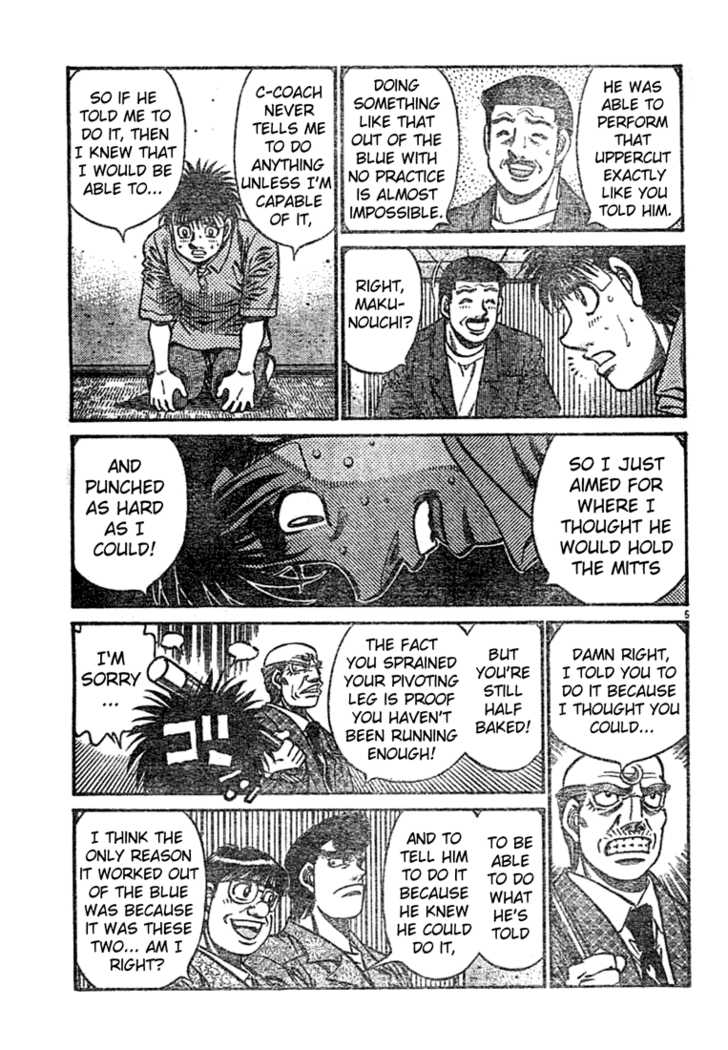 HE WAS
ABLE TO
PERFORM
THAT
UPPERCUT
EXACTLY
LIKE YOU
TOLD HIM.
DOING
SOMETHING
LIKE THAT
OUT OF THE
BLUE WITH
NO PRACTICE
IS ALMOST
IMPOSSIBLE.
RIGHT,
MAKU-
NOUCHI?
C-COACH
NEVER
TELLS ME
TO DO
ANYTHING
UNLESS I'M
CAPABLE
OF IT,
SO IF HE
TOLD ME TO
DO IT, THEN
I KNEW THAT
I WOULD BE
ABLE TO...
SO I JUST
AIMED FOR
WHERE I
THOUGHT HE
WOULD HOLD
THE MITTS
AND
PUNCHED
AS HARD
AS I
COULD!
5
DAMN RIGHT,
I TOLD YOU TO
DO IT BECAUSE
I THOUGHT YOU
COULD...
BUT
YOU'RE
STILL
HALF
BAKED!
THE FACT
YOU SPRAINED
YOUR PIVOTING
LEG IS PROOF
YOU HAVEN'T
BEEN RUNNING
ENOUGH!
ゴン
I'M
SORRY
...
TO BE
ABLE
TO DO
WHAT
HE'S
TOLD
AND TO
TELL HIM
TO DO IT
BECAUSE
HE KNEW
HE COULD
DO IT,
I THINK THE
ONLY REASON
IT WORKED OUT
OF THE BLUE
WAS BECAUSE
IT WAS THESE
TWO... AM I
RIGHT?